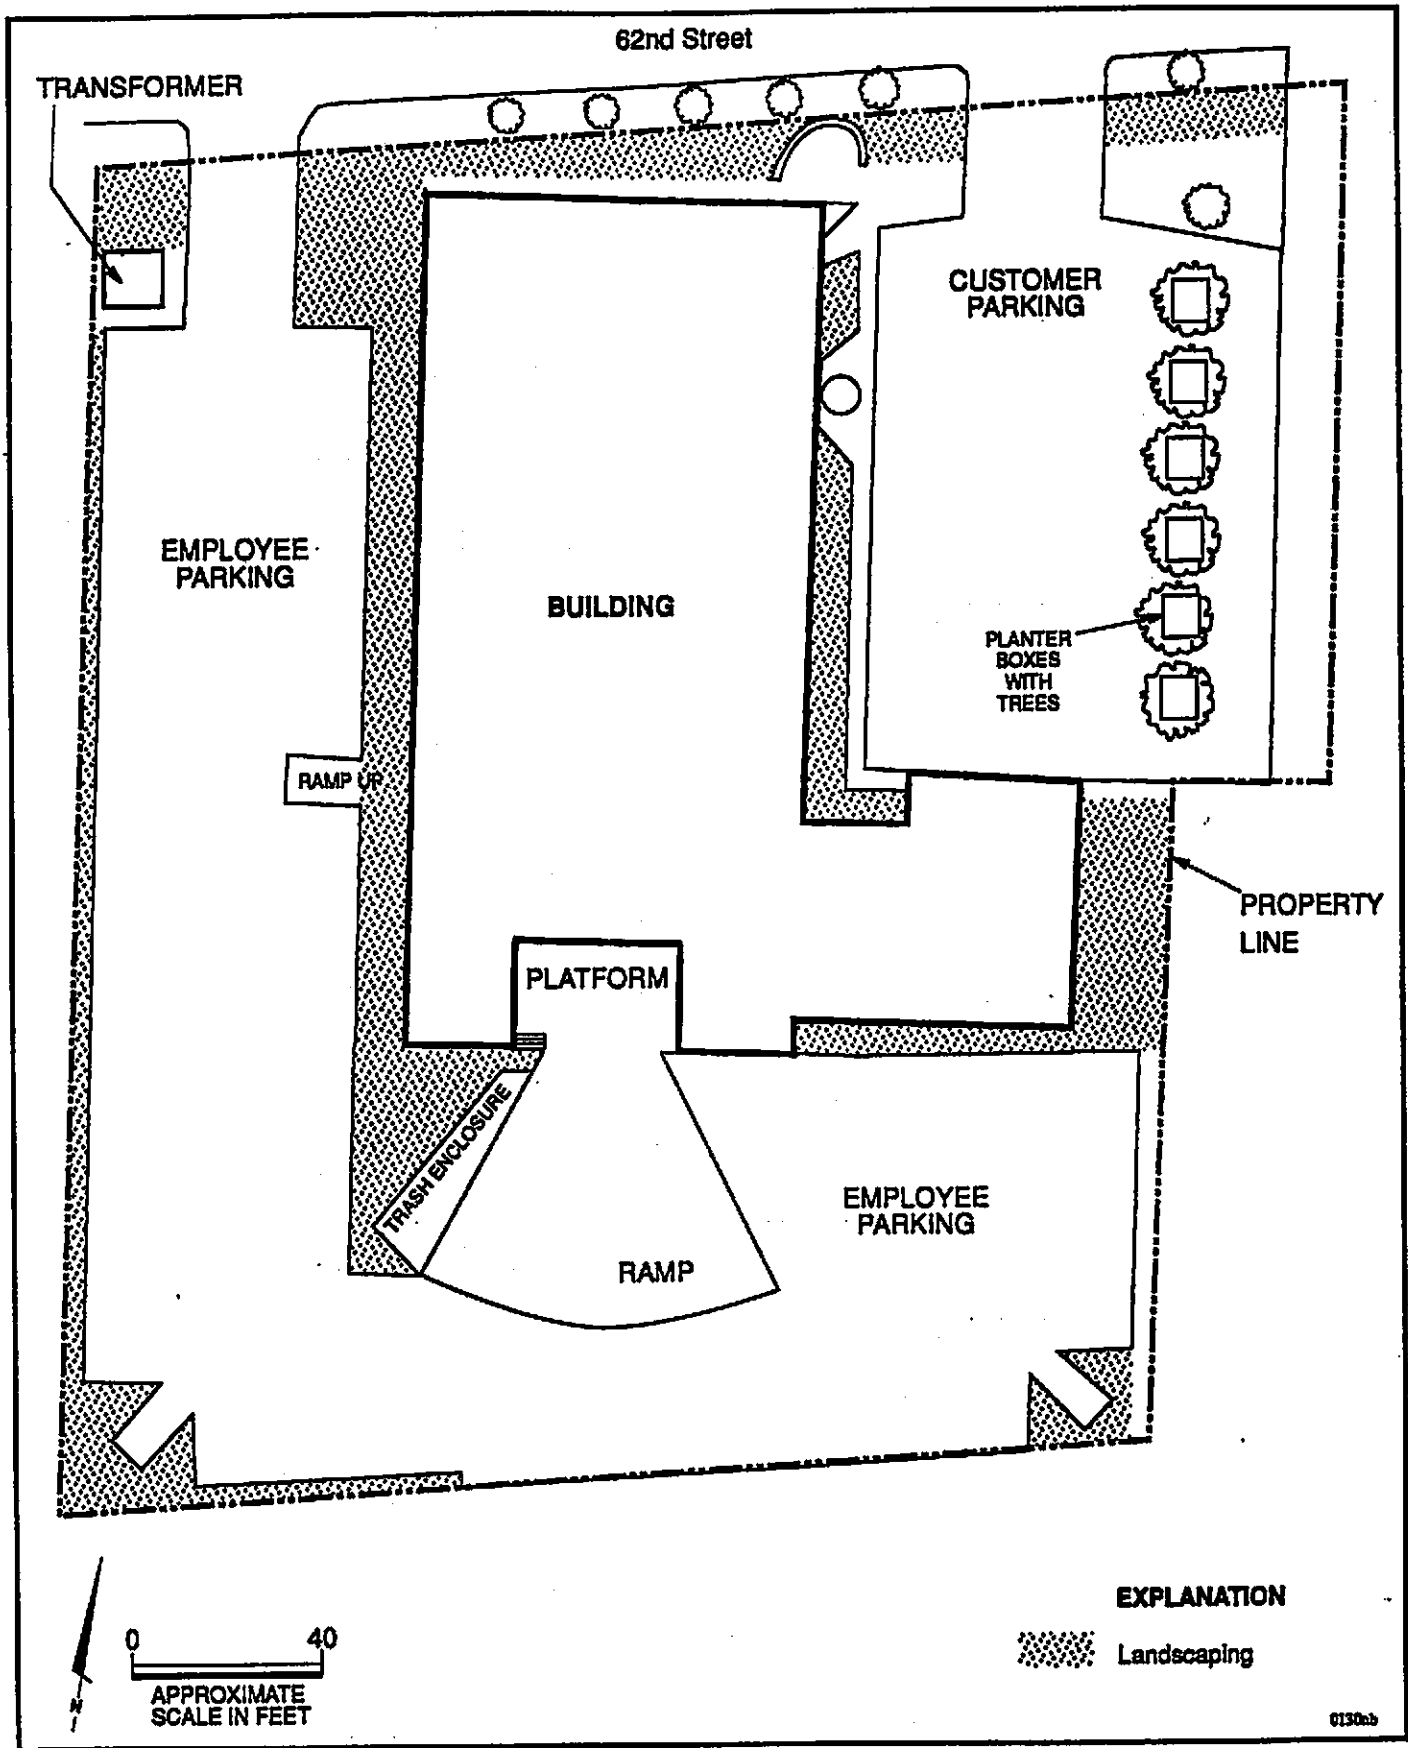 62nd Street
TRANSFORMER
CUSTOMER
PARKING
EMPLOYEE
PARKING
BUILDING
PLANTER
BOXES
WITH
TREES
RAMP UP
PROPERTY
LINE
PLATFORM
TRASH ENCLOSURE
EMPLOYEE
PARKING
RAMP
N
0 40
APPROXIMATE
SCALE IN FEET
EXPLANATION
Landscaping
0130nb